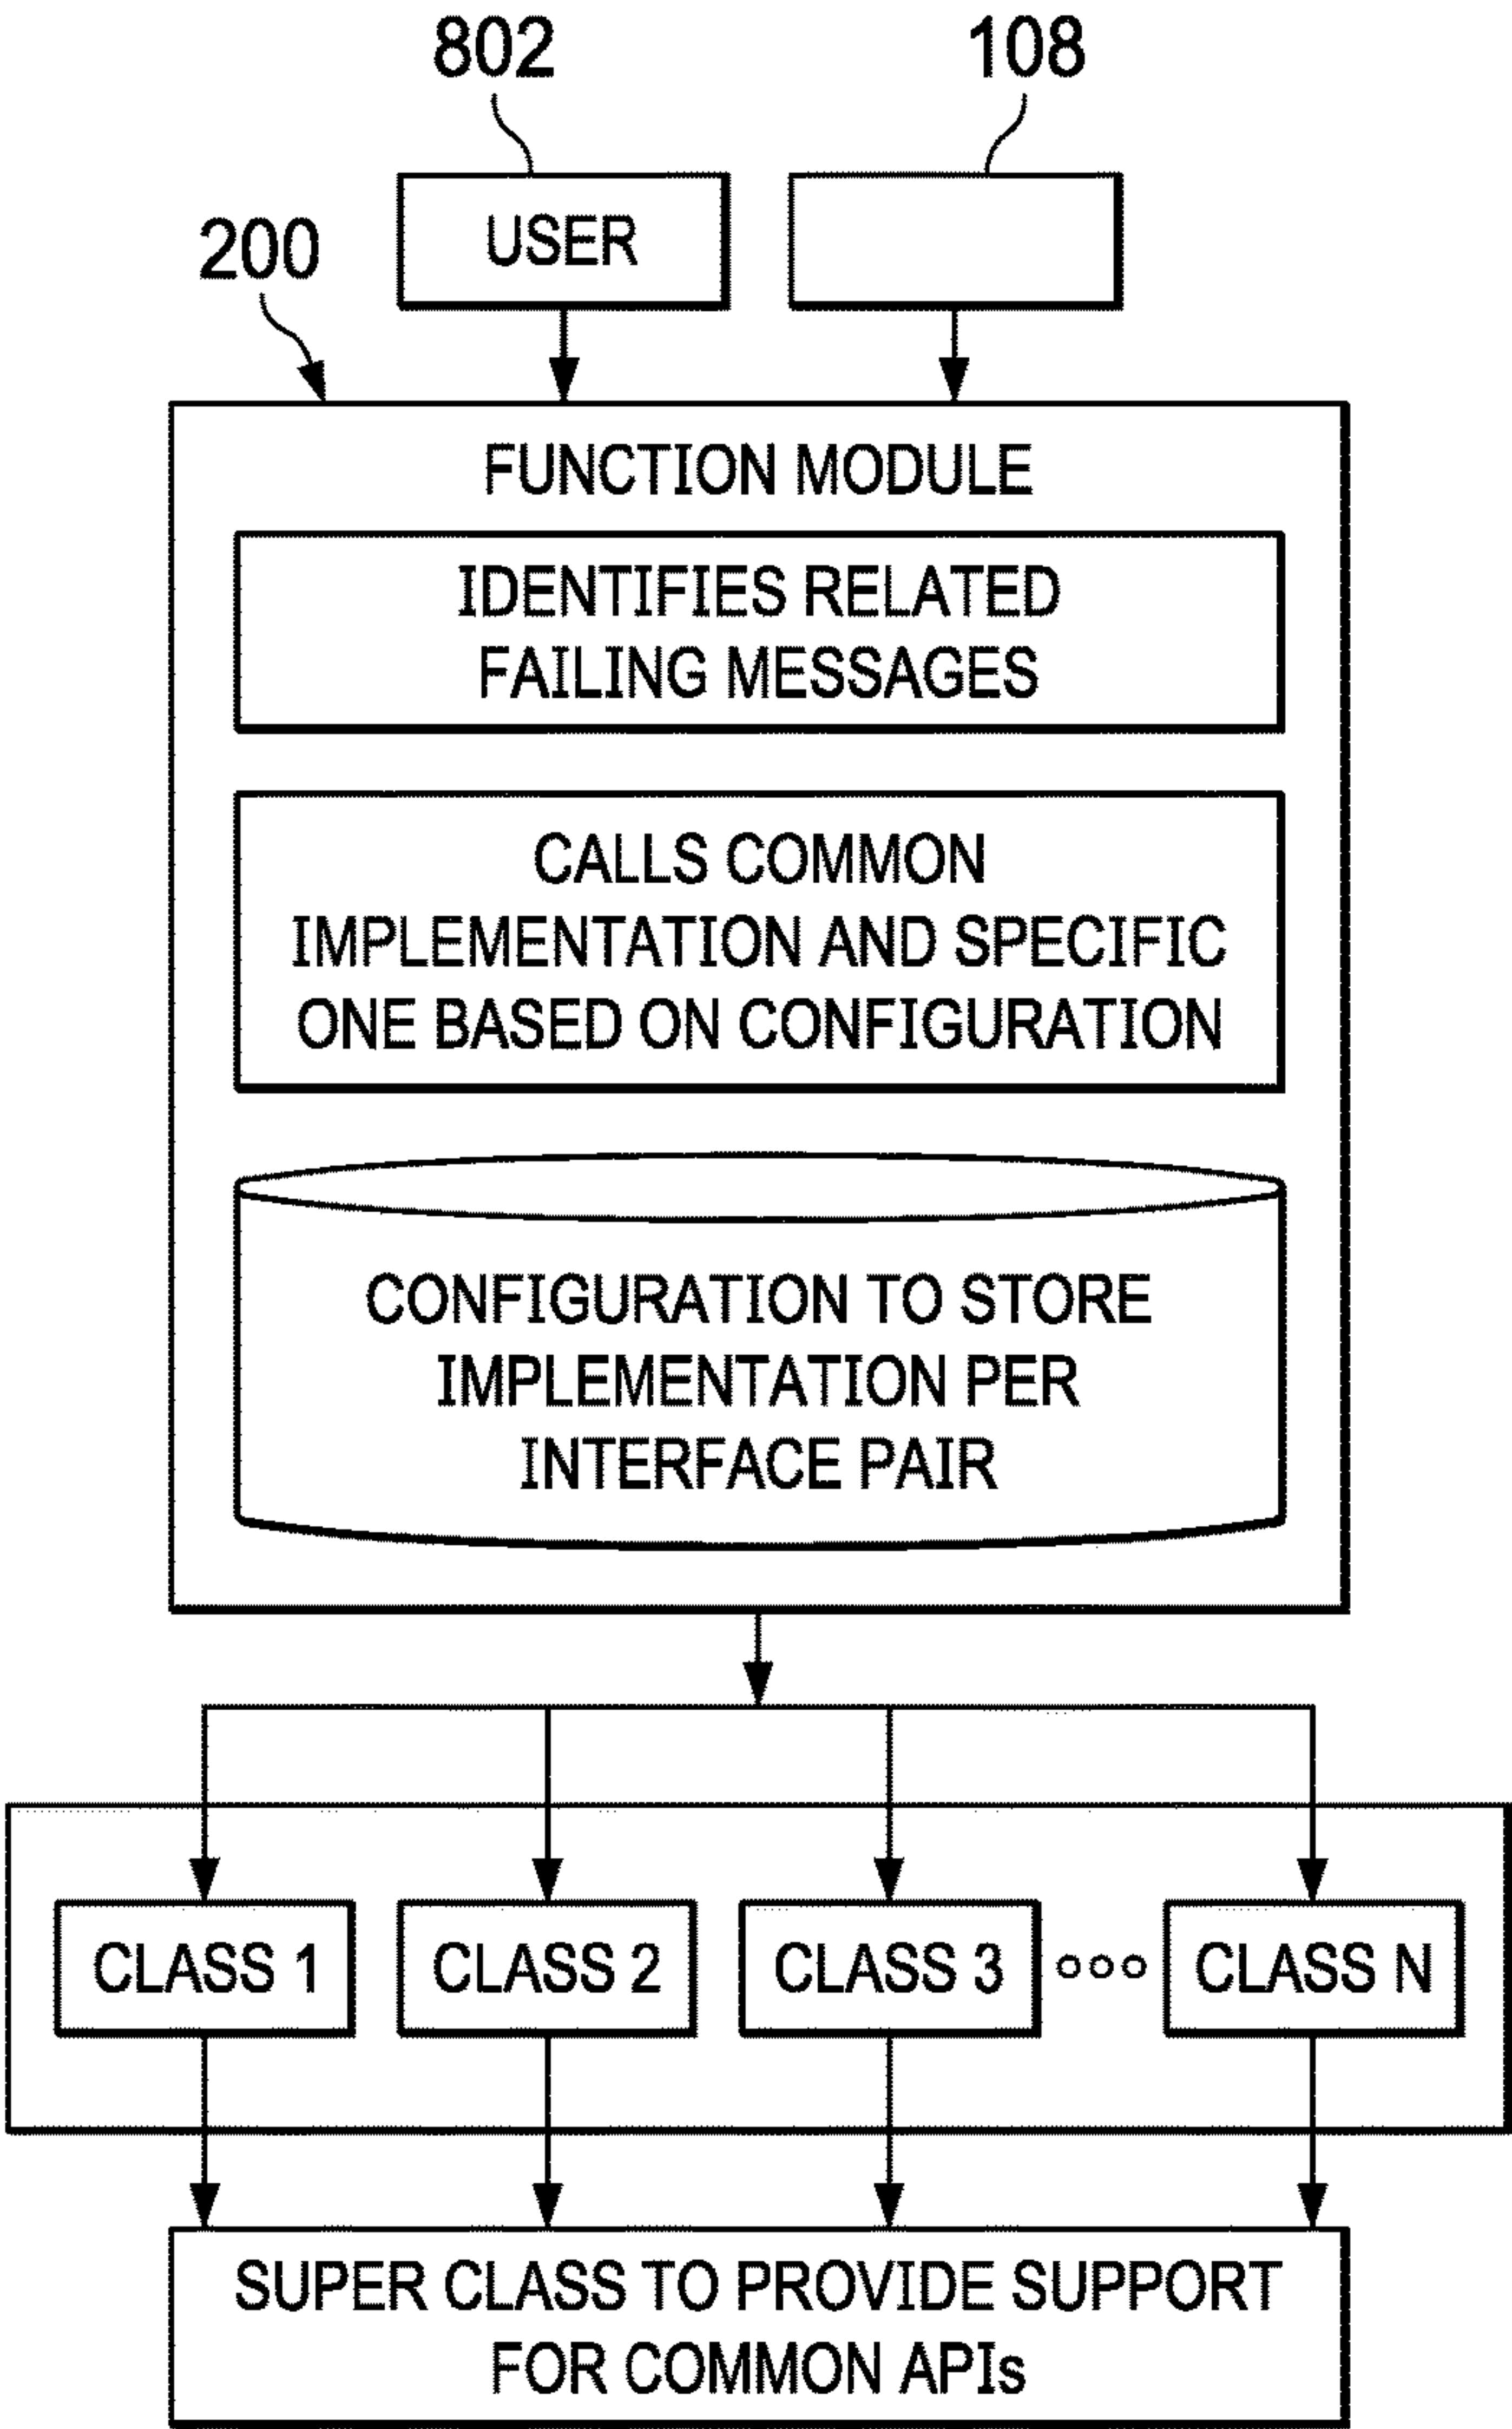 802
108
USER
200
FUNCTION MODULE
IDENTIFIES RELATED
FAILING MESSAGES
CALLS COMMON
IMPLEMENTATION AND SPECIFIC
ONE BASED ON CONFIGURATION
CONFIGURATION TO STORE
IMPLEMENTATION PER
INTERFACE PAIR
CLASS 1
CLASS 2
CLASS 3
CLASS N
SUPER CLASS TO PROVIDE SUPPORT
FOR COMMON APIs